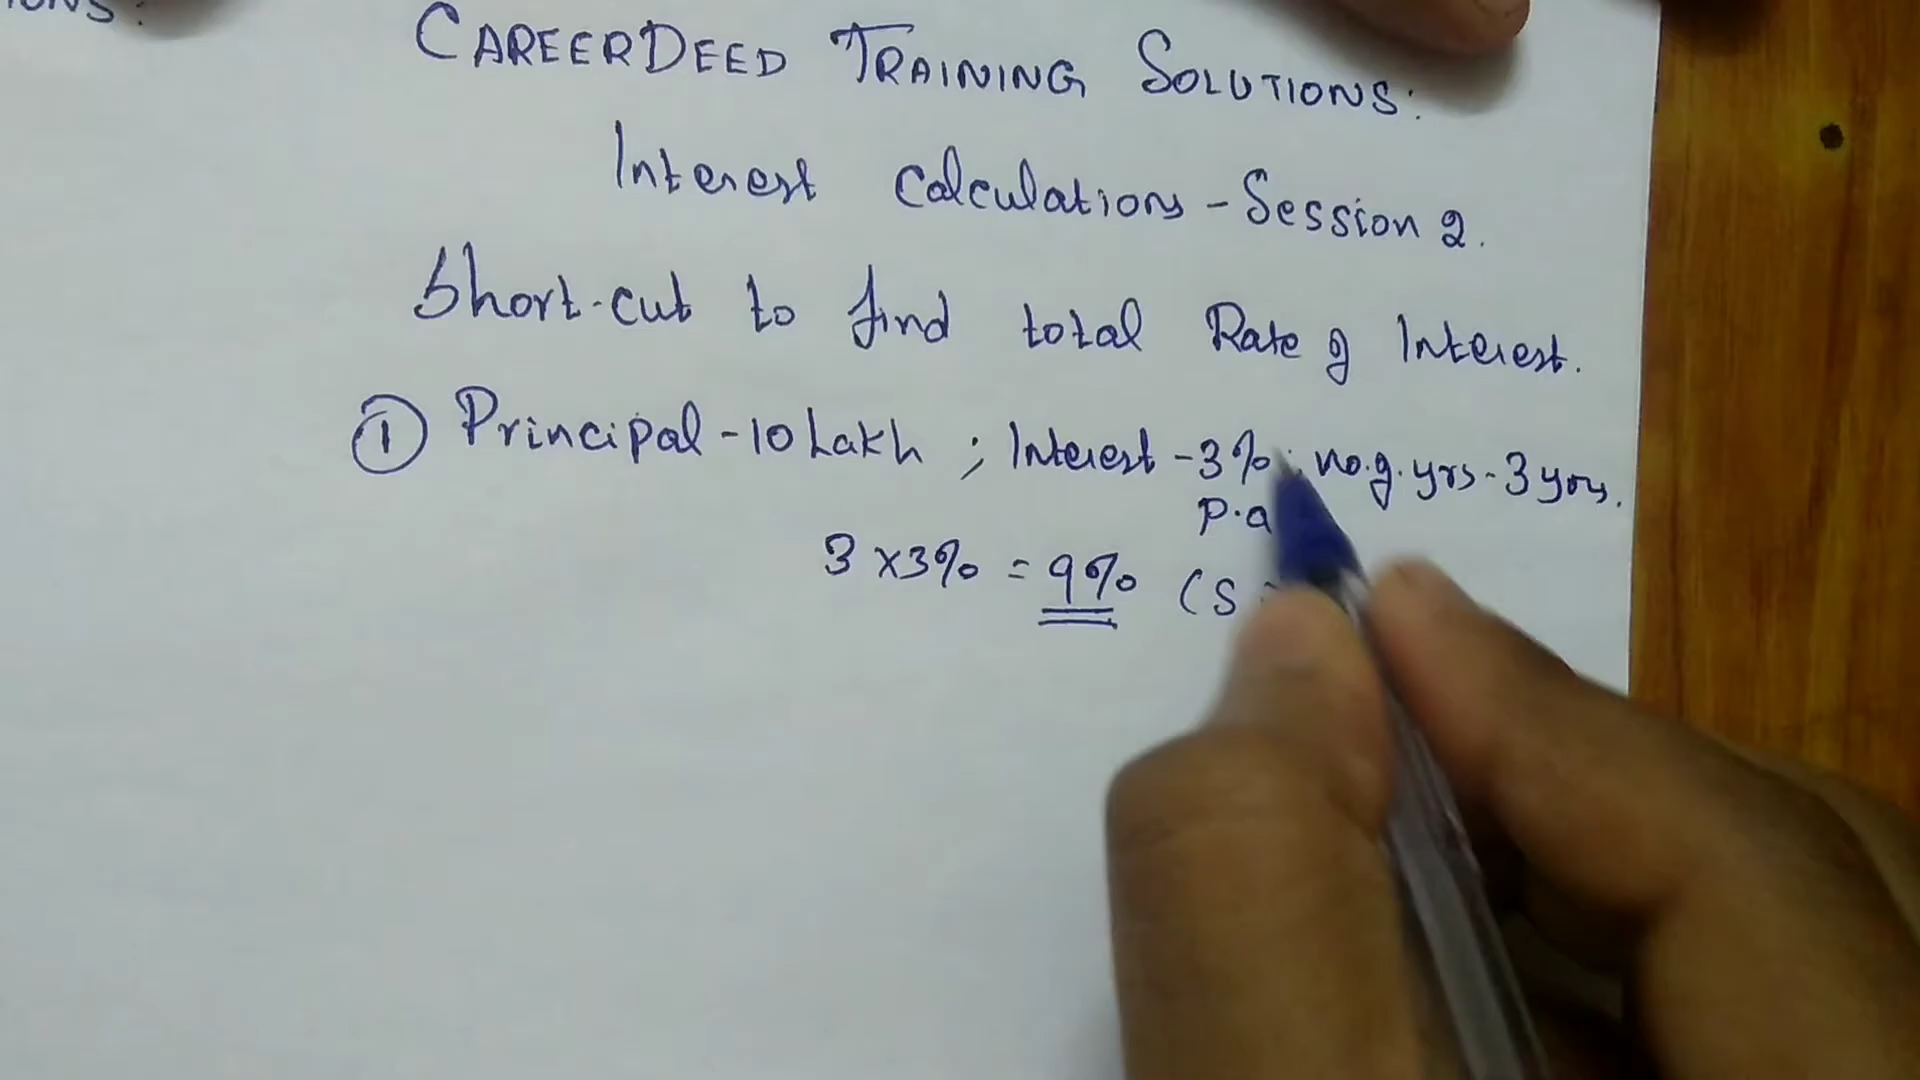 CAREERDEED TRAINING SOLUTIONS:
Interest Calculations - Session 2.
Short-cut to find total Rate of Interest.
① Principal - 10 Lakh ; Interest - 3% ; no.of.yrs - 3 yrs.
p.a
3 x 3% = 9% (S